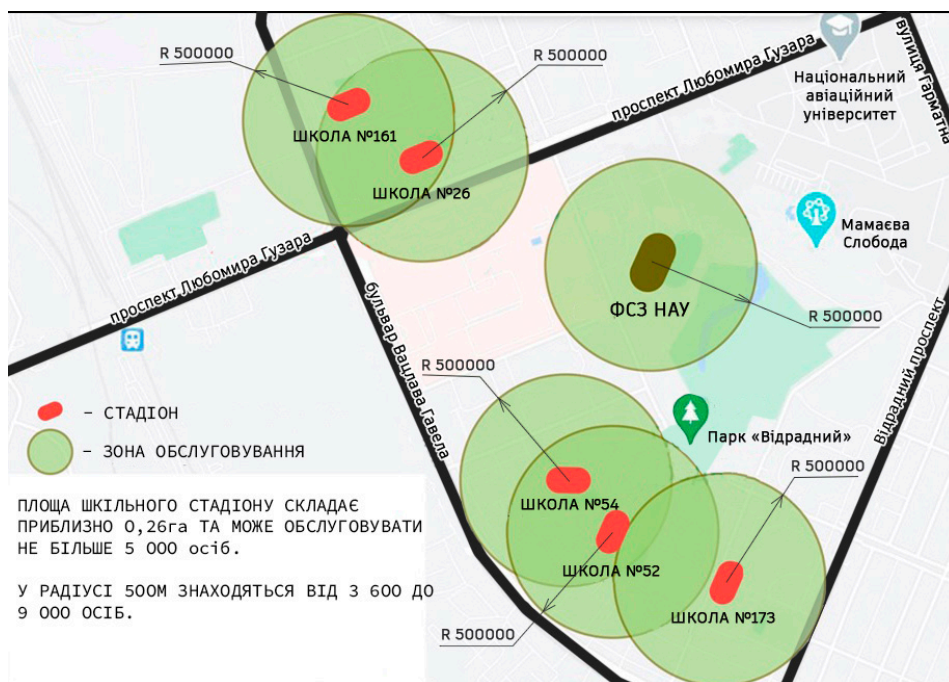 R 500000
R 500000
ШКОЛА №161
ШКОЛА №26
проспект Любомира Гузара
Національний
авіаційний
університет
вулиця Гарматна
Мамаєва
Слобода
ФСЗ НАУ
R 500000
проспект Любомира Гузара
бульвар Вацлава Гавела
R 500000
Відрадний проспект
Парк «Відрадний»
– СТАДІОН
– ЗОНА ОБСЛУГОВУВАННЯ
R 500000
ШКОЛА №54
ШКОЛА №52
ШКОЛА №173
R 500000
ПЛОЩА ШКІЛЬНОГО СТАДІОНУ СКЛАДАЄ
ПРИБЛИЗНО 0,26га ТА МОЖЕ ОБСЛУГОВУВАТИ
НЕ БІЛЬШЕ 5 000 осіб.
У РАДІУСІ 500М ЗНАХОДЯТЬСЯ ВІД 3 600 ДО
9 000 ОСІБ.